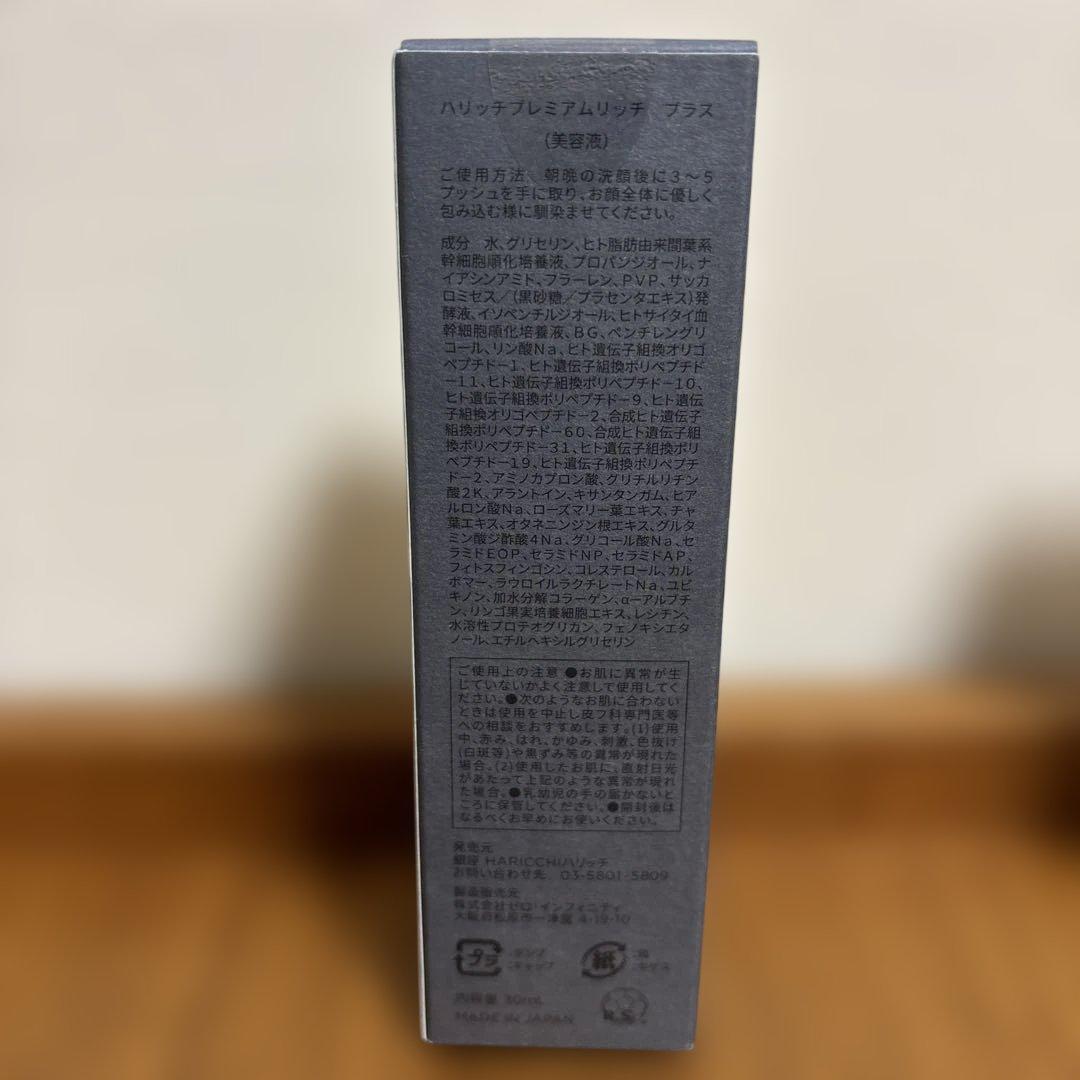 ハリッチプレミアムリッチ　プラス
(美容液)
ご使用方法　朝晩の洗顔後に3〜5
プッシュを手に取り、お顔全体に優しく
包み込む様に馴染ませてください。
成分　水、グリセリン、ヒト脂肪由来間葉系
幹細胞順化培養液、プロパンジオール、ナ
イアシンアミド、フラーレン、PVP、サッカ
ロミセス／(黒砂糖／プラセンタエキス)発
酵液、イソペンチルジオール、ヒトサイタイ血
幹細胞順化培養液、BG、ペンチレングリ
コール、リン酸Na、ヒト遺伝子組換オリゴ
ペプチド-1、ヒト遺伝子組換ポリペプチド
-11、ヒト遺伝子組換ポリペプチド-10、
ヒト遺伝子組換ポリペプチド-9、ヒト遺伝
子組換オリゴペプチド-2、合成ヒト遺伝子
組換ポリペプチド-60、合成ヒト遺伝子組
換ポリペプチド-31、ヒト遺伝子組換ポリ
ペプチド-19、ヒト遺伝子組換ポリペプチ
ド-2、アミノカプロン酸、グリチルリチン
酸2K、アラントイン、キサンタンガム、ヒア
ルロン酸Na、ローズマリー葉エキス、チャ
葉エキス、オタネニンジン根エキス、グルタ
ミン酸ジ酢酸4Na、グリコール酸Na、セ
ラミドEOP、セラミドNP、セラミドAP、
フィトスフィンゴシン、コレステロール、カル
ボマー、ラウロイルラクチレートNa、ユビ
キノン、加水分解コラーゲン、α-アルブチ
ン、リンゴ果実培養細胞エキス、レシチン、
水溶性プロテオグリカン、フェノキシエタ
ノール、エチルヘキシルグリセリン
ご使用上の注意 ●お肌に異常が生
じていないかよく注意して使用してく
ださい。●次のようなお肌に合わない
ときは使用を中止し皮フ科専門医等
への相談をおすすめします。(1)使用
中、赤み、はれ、かゆみ、刺激、色抜け
(白斑等)や黒ずみ等の異常が現れた
場合。(2)使用したお肌に、直射日光
があたって上記のような異常が現れ
た場合。●乳幼児の手の届かないと
ころに保管してください。●開封後は
なるべくお早めにお使いください。
発売元
銀座 HARICCHIハリッチ
お問い合わせ先　03-5801-5809
製造販売元
株式会社ゼロ・インフィニティ
大阪府松原市一津屋 4-19-10
プラ
・ポンプ
・キャップ
紙
・箱
内容量 30mL
MADE IN JAPAN
R.S.